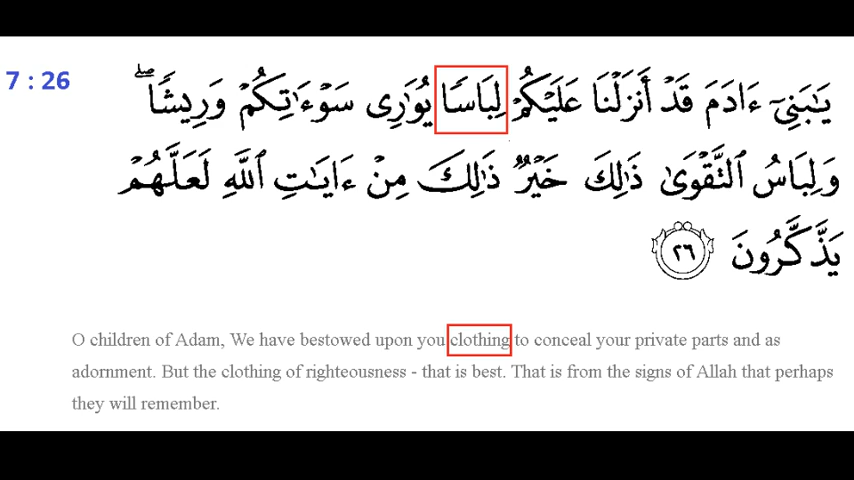 7 : 26
يَـٰبَنِىٓ ءَادَمَ قَدْ أَنزَلْنَا عَلَيْكُمْ لِبَاسًا يُوَٰرِى سَوْءَٰتِكُمْ وَرِيشًا ۖ
وَلِبَاسُ ٱلتَّقْوَىٰ ذَٰلِكَ خَيْرٌ ۚ ذَٰلِكَ مِنْ ءَايَـٰتِ ٱللَّهِ لَعَلَّهُمْ
يَذَّكَّرُونَ ٢٦
O children of Adam, We have bestowed upon you clothing to conceal your private parts and as
adornment. But the clothing of righteousness - that is best. That is from the signs of Allah that perhaps
they will remember.